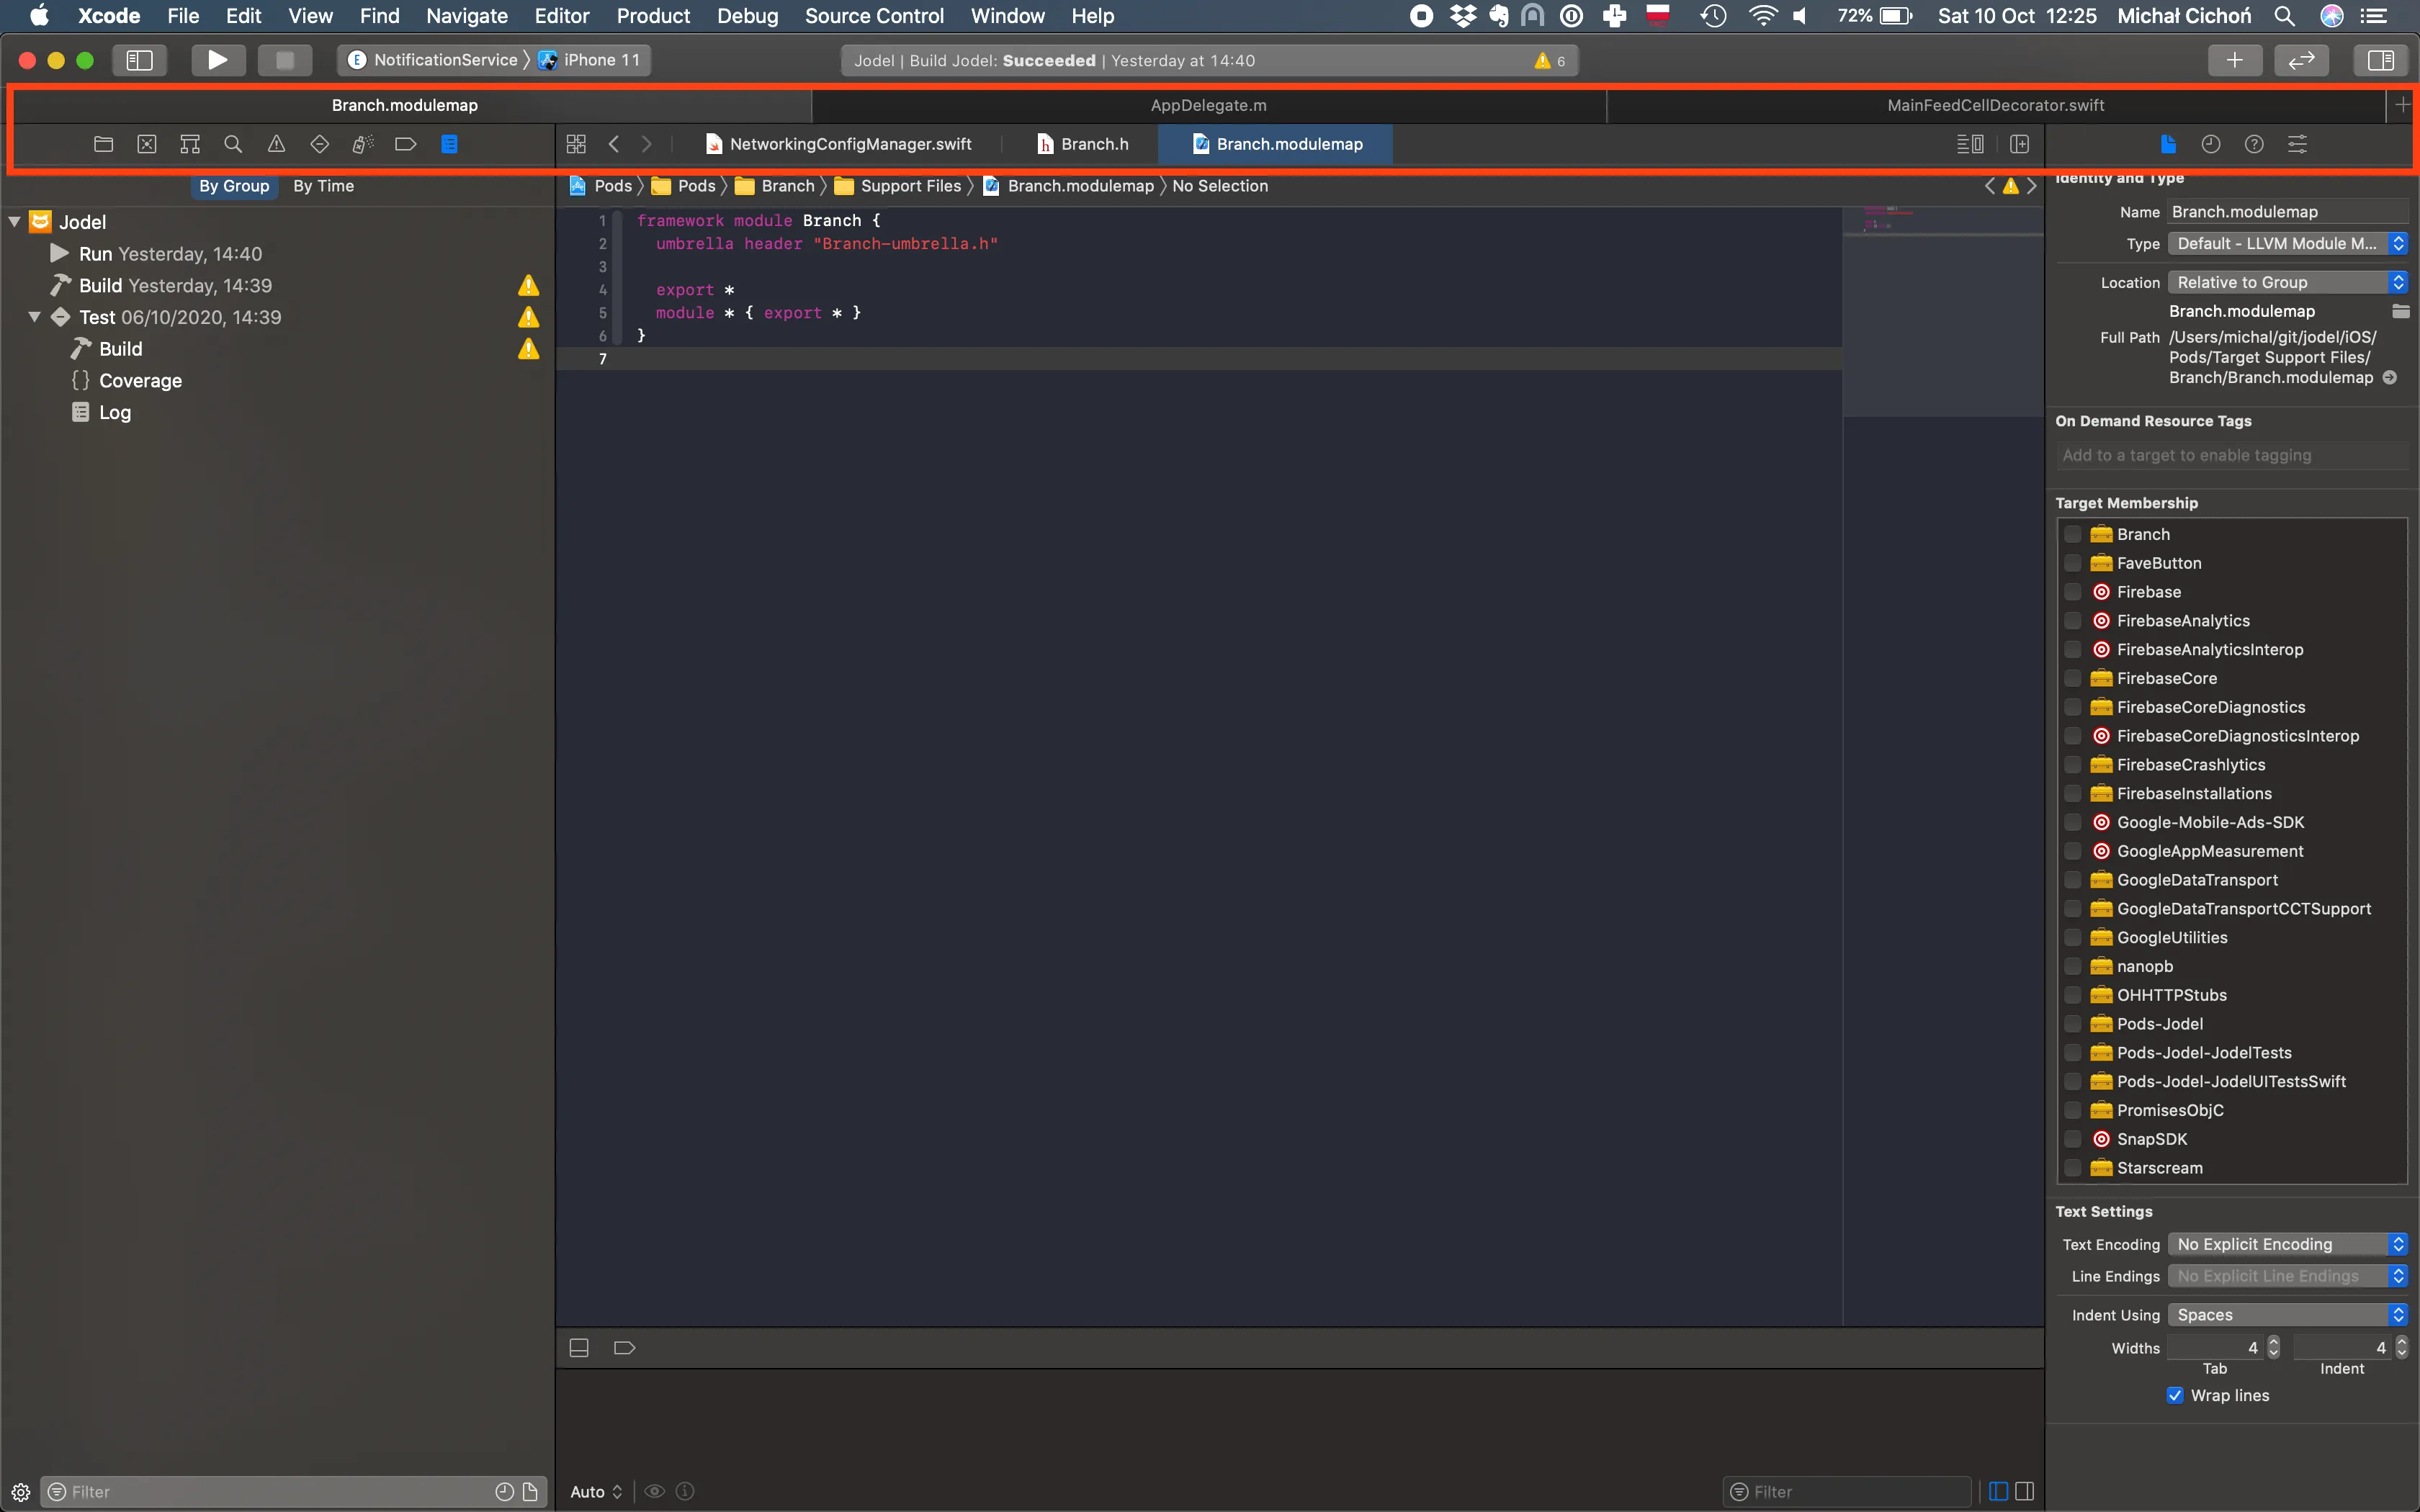 Xcode File Edit View Find Navigate Editor Product Debug Source Control Window Help 72% Sat 10 Oct 12:25 Michał Cichoń
NotificationService iPhone 11
Jodel | Build Jodel: Succeeded | Yesterday at 14:40 6
Branch.modulemap AppDelegate.m MainFeedCellDecorator.swift
NetworkingConfigManager.swift Branch.h Branch.modulemap
By Group By Time
Jodel
Run Yesterday, 14:40
Build Yesterday, 14:39
Test 06/10/2020, 14:39
Build
Coverage
Log
Filter
Pods Pods Branch Support Files Branch.modulemap No Selection
1 framework module Branch {
2 umbrella header "Branch-umbrella.h"
3
4 export *
5 module * { export * }
6 }
7
Auto
Filter
Identity and Type
Name Branch.modulemap
Type Default - LLVM Module M...
Location Relative to Group
Branch.modulemap
Full Path /Users/michal/git/jodel/iOS/
Pods/Target Support Files/
Branch/Branch.modulemap
On Demand Resource Tags
Add to a target to enable tagging
Target Membership
Branch
FaveButton
Firebase
FirebaseAnalytics
FirebaseAnalyticsInterop
FirebaseCore
FirebaseCoreDiagnostics
FirebaseCoreDiagnosticsInterop
FirebaseCrashlytics
FirebaseInstallations
Google-Mobile-Ads-SDK
GoogleAppMeasurement
GoogleDataTransport
GoogleDataTransportCCTSupport
GoogleUtilities
nanopb
OHHTTPStubs
Pods-Jodel
Pods-Jodel-JodelTests
Pods-Jodel-JodelUITestsSwift
PromisesObjC
SnapSDK
Starscream
Text Settings
Text Encoding No Explicit Encoding
Line Endings No Explicit Line Endings
Indent Using Spaces
Widths 4 4
Tab Indent
Wrap lines